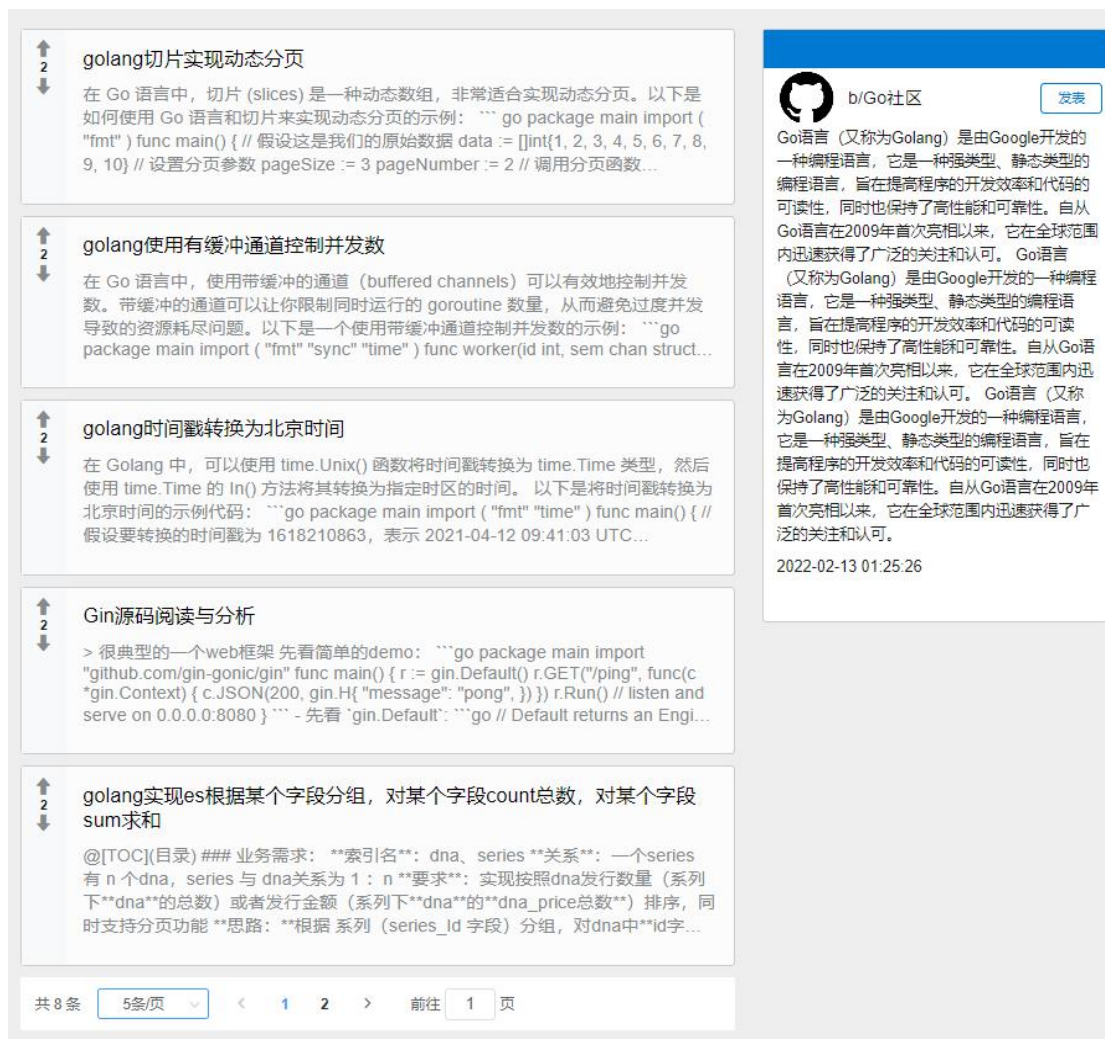 2
golang切片实现动态分页
在 Go 语言中，切片 (slices) 是一种动态数组，非常适合实现动态分页。以下是
如何使用 Go 语言和切片来实现动态分页的示例： ``` go package main import (
"fmt" ) func main() { // 假设这是我们的原始数据 data := []int{1, 2, 3, 4, 5, 6, 7, 8,
9, 10} // 设置分页参数 pageSize := 3 pageNumber := 2 // 调用分页函数...
2
golang使用有缓冲通道控制并发数
在 Go 语言中，使用带缓冲的通道（buffered channels）可以有效地控制并发
数。带缓冲的通道可以让你限制同时运行的 goroutine 数量，从而避免过度并发
导致的资源耗尽问题。以下是一个使用带缓冲通道控制并发数的示例： ```go
package main import ( "fmt" "sync" "time" ) func worker(id int, sem chan struct...
2
golang时间戳转换为北京时间
在 Golang 中，可以使用 time.Unix() 函数将时间戳转换为 time.Time 类型，然后
使用 time.Time 的 In() 方法将其转换为指定时区的时间。 以下是将时间戳转换为
北京时间的示例代码： ```go package main import ( "fmt" "time" ) func main() { //
假设要转换的时间戳为 1618210863，表示 2021-04-12 09:41:03 UTC...
2
Gin源码阅读与分析
> 很典型的一个web框架 先看简单的demo： ```go package main import
"github.com/gin-gonic/gin" func main() { r := gin.Default() r.GET("/ping", func(c
*gin.Context) { c.JSON(200, gin.H{ "message": "pong", }) }) r.Run() // listen and
serve on 0.0.0.0:8080 } ``` - 先看 `gin.Default`: ```go // Default returns an Engi...
2
golang实现es根据某个字段分组，对某个字段count总数，对某个字段
sum求和
@[TOC](目录) ### 业务需求： **索引名**：dna、series **关系**：一个series
有 n 个dna，series 与 dna关系为 1 ：n **要求**：实现按照dna发行数量（系列
下**dna**的总数）或者发行金额（系列下**dna**的**dna_price总数**）排序，同
时支持分页功能 **思路：**根据 系列（series_Id 字段）分组，对dna中**id字...
共 8 条 5条/页 < 1 2 > 前往 1 页
b/Go社区 发表
Go语言（又称为Golang）是由Google开发的
一种编程语言，它是一种强类型、静态类型的
编程语言，旨在提高程序的开发效率和代码的
可读性，同时也保持了高性能和可靠性。自从
Go语言在2009年首次亮相以来，它在全球范围
内迅速获得了广泛的关注和认可。 Go语言
（又称为Golang）是由Google开发的一种编程
语言，它是一种强类型、静态类型的编程语
言，旨在提高程序的开发效率和代码的可读
性，同时也保持了高性能和可靠性。自从Go语
言在2009年首次亮相以来，它在全球范围内迅
速获得了广泛的关注和认可。 Go语言（又称
为Golang）是由Google开发的一种编程语言，
它是一种强类型、静态类型的编程语言，旨在
提高程序的开发效率和代码的可读性，同时也
保持了高性能和可靠性。自从Go语言在2009年
首次亮相以来，它在全球范围内迅速获得了广
泛的关注和认可。
2022-02-13 01:25:26